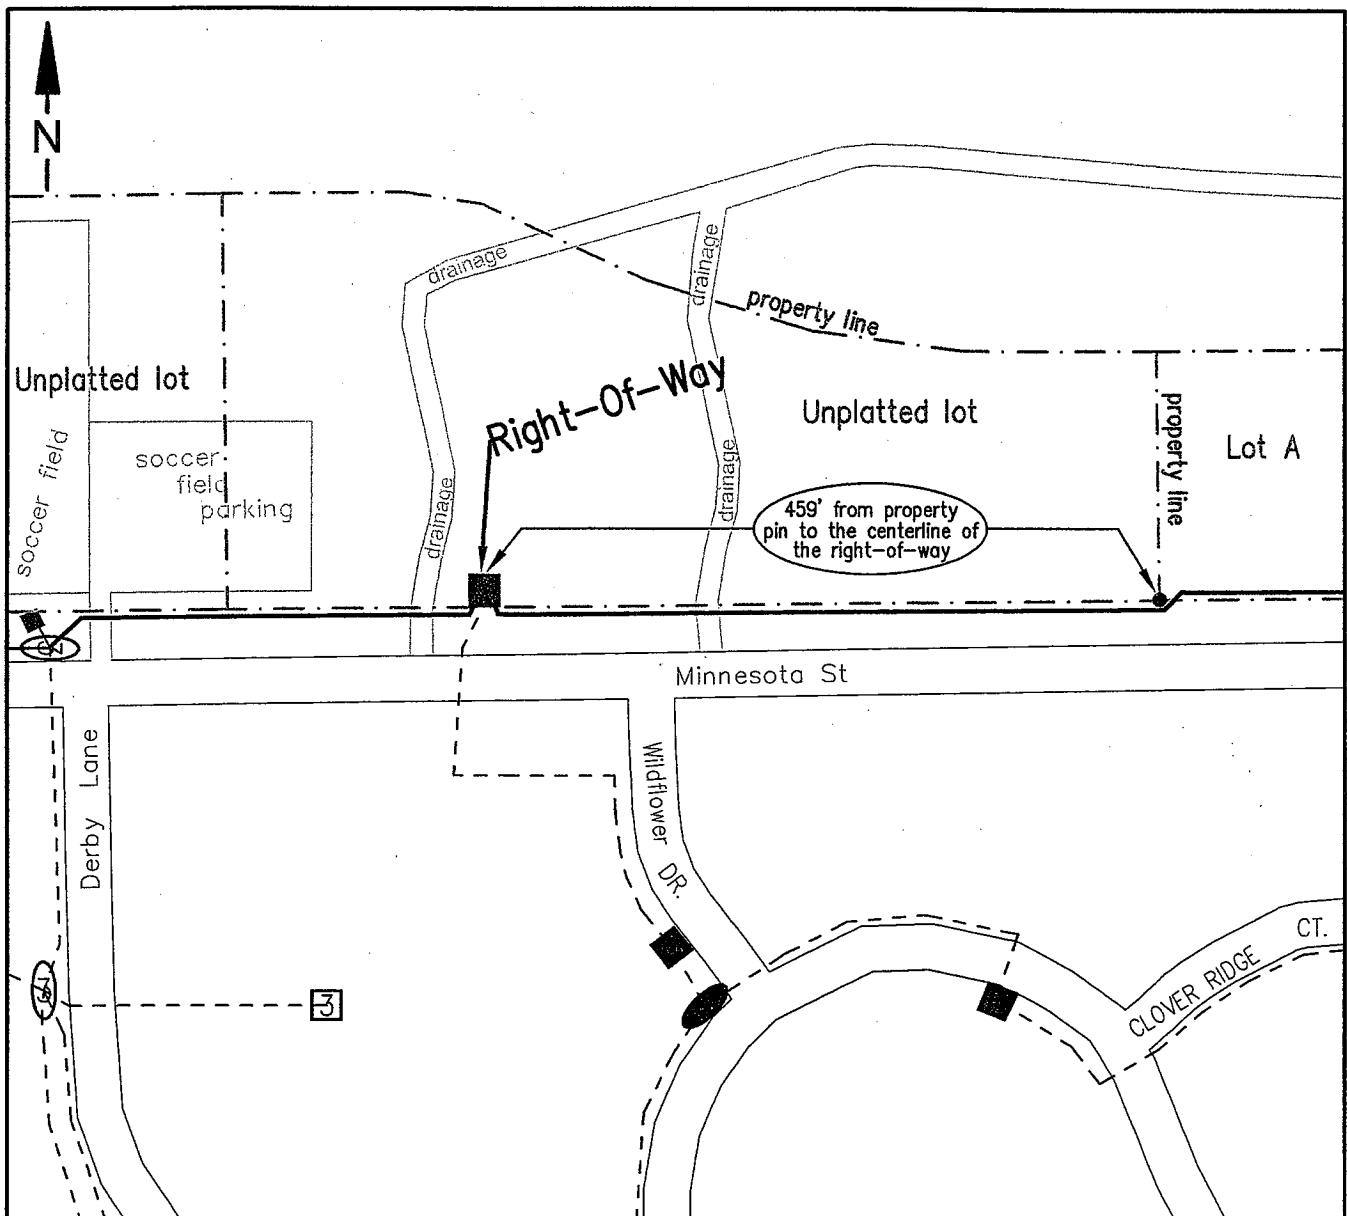 N
drainage
drainage
property line
Unplatted lot
Right-Of-Way
Unplatted lot
property line
Lot A
soccer field
soccer
field
parking
drainage
drainage
459' from property
pin to the centerline of
the right-of-way
Minnesota St
Derby Lane
Wildflower DR.
CLOVER RIDGE CT.
3